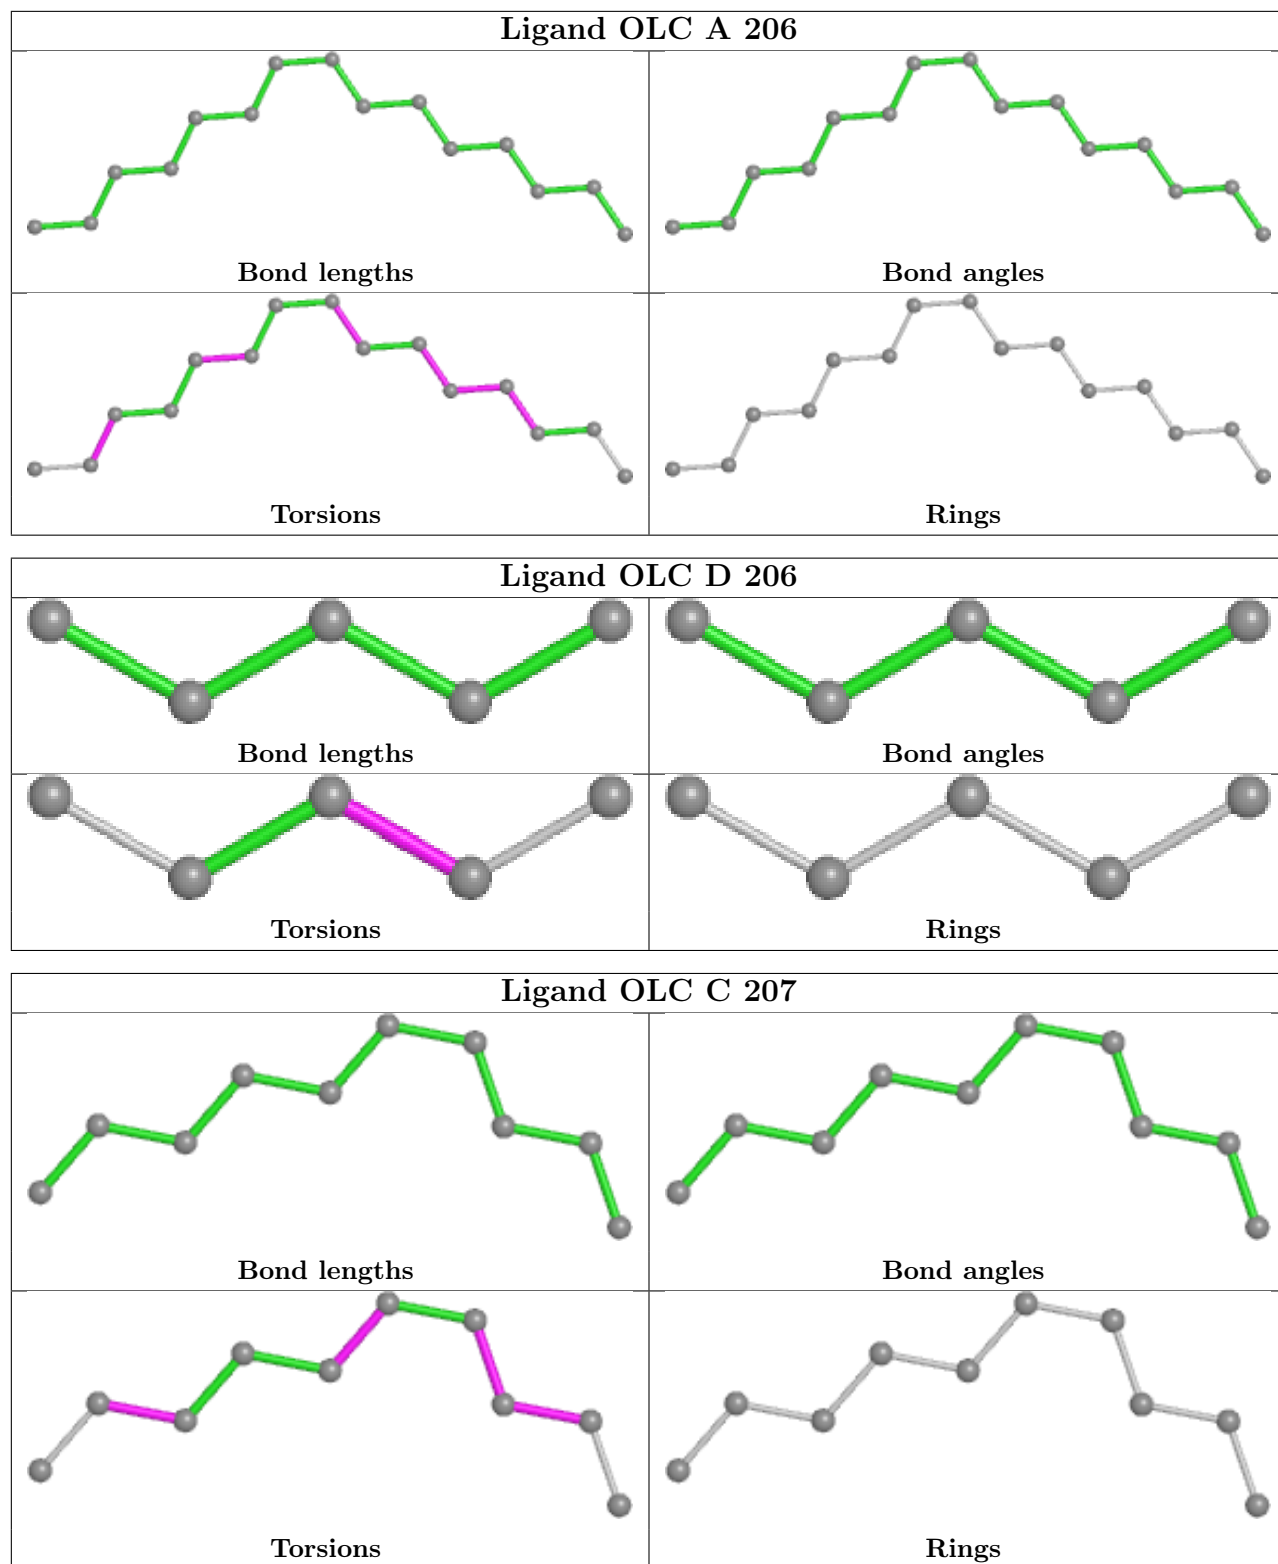 Ligand OLC A 206
Bond lengths
Bond angles
Torsions
Rings
Ligand OLC D 206
Bond lengths
Bond angles
Torsions
Rings
Ligand OLC C 207
Bond lengths
Bond angles
Torsions
Rings